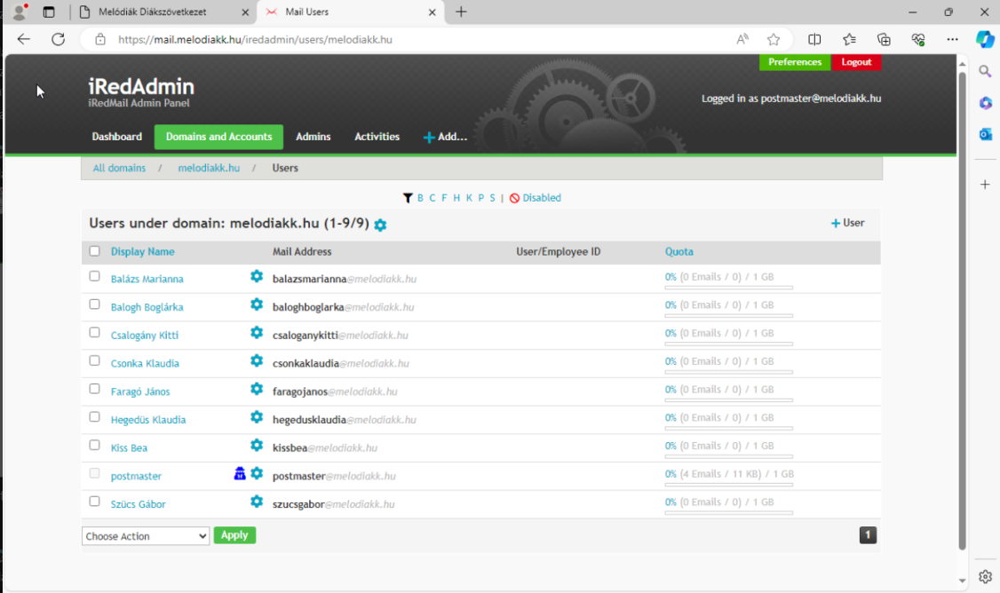 Melódiák Diákszövetkezet
Mail Users
https://mail.melodiakk.hu/iredadmin/users/melodiakk.hu
Preferences Logout
iRedAdmin
iRedMail Admin Panel
Logged in as postmaster@melodiakk.hu
Dashboard Domains and Accounts Admins Activities + Add...
All domains / melodiakk.hu / Users
B C F H K P S | Disabled
Users under domain: melodiakk.hu (1-9/9)
+ User
Display Name Mail Address User/Employee ID Quota
Balázs Marianna balazsmarianna@melodiakk.hu 0% (0 Emails / 0) / 1 GB
Balogh Boglárka baloghboglarka@melodiakk.hu 0% (0 Emails / 0) / 1 GB
Csalogány Kitti csaloganykitti@melodiakk.hu 0% (0 Emails / 0) / 1 GB
Csonka Klaudia csonkaklaudia@melodiakk.hu 0% (0 Emails / 0) / 1 GB
Faragó János faragojanos@melodiakk.hu 0% (0 Emails / 0) / 1 GB
Hegedüs Klaudia hegedusklaudia@melodiakk.hu 0% (0 Emails / 0) / 1 GB
Kiss Bea kissbea@melodiakk.hu 0% (0 Emails / 0) / 1 GB
postmaster postmaster@melodiakk.hu 0% (4 Emails / 11 KB) / 1 GB
Szücs Gábor szucsgabor@melodiakk.hu 0% (0 Emails / 0) / 1 GB
Choose Action Apply 1